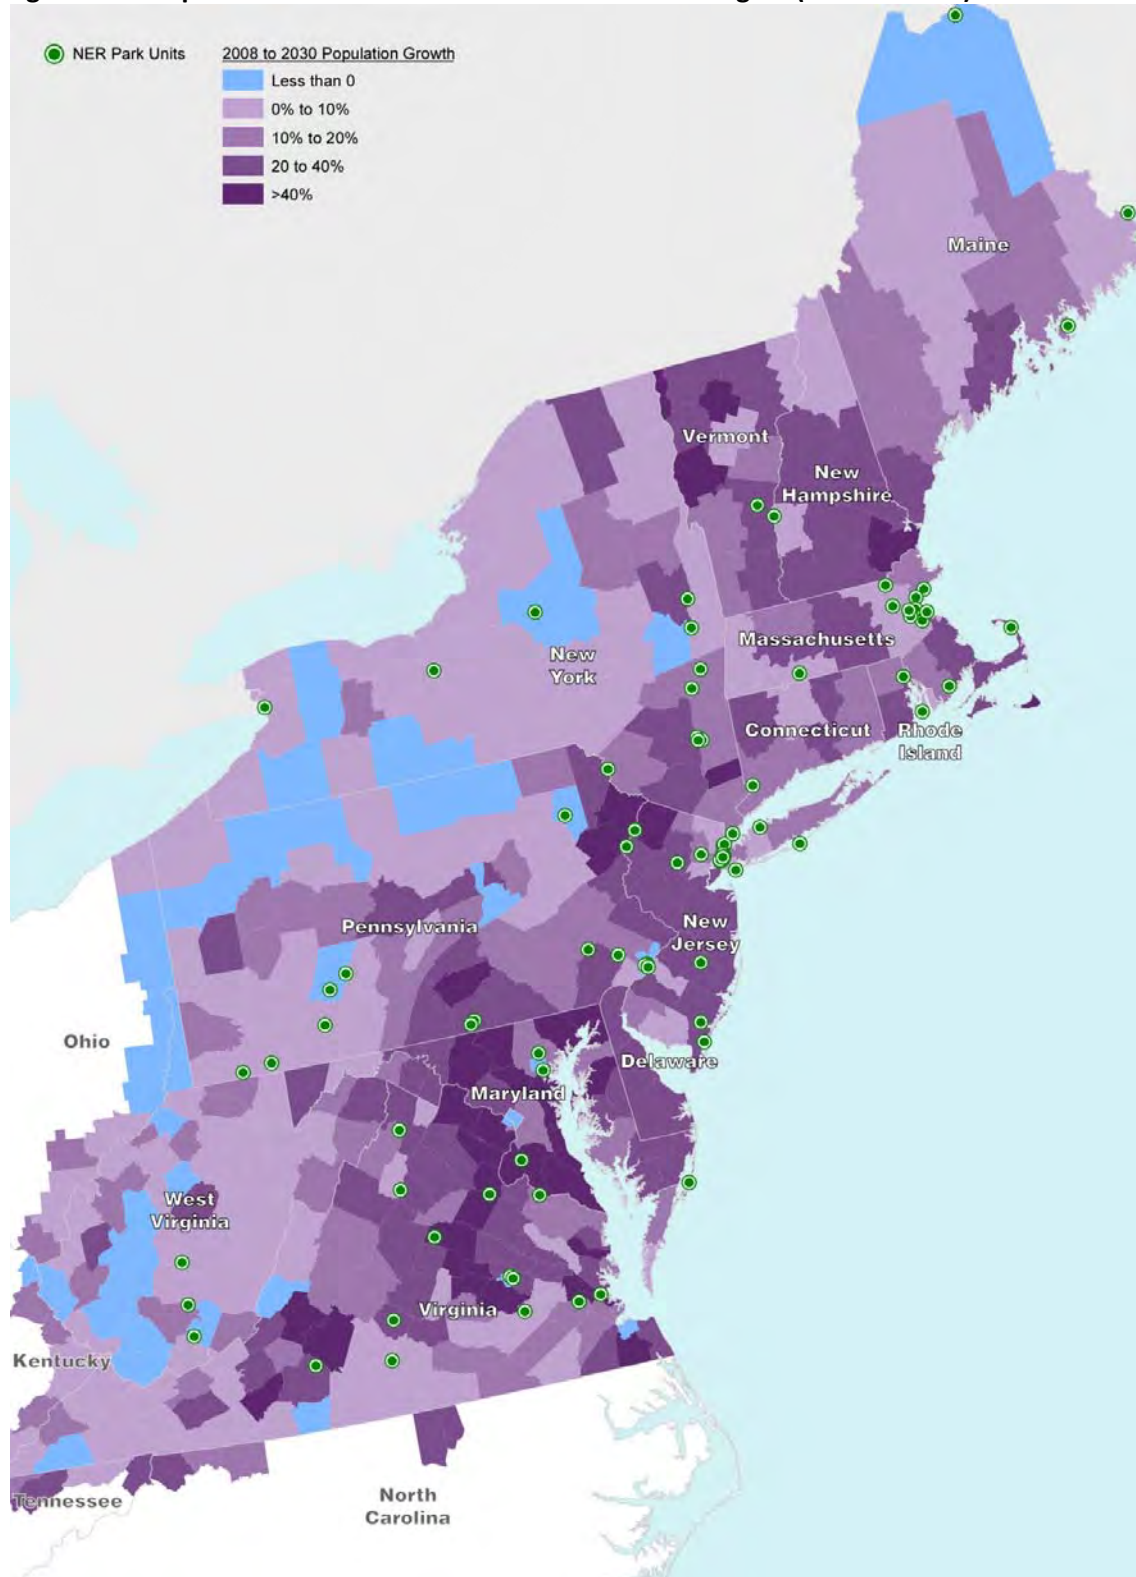 NER Park Units
2008 to 2030 Population Growth
Less than 0
0% to 10%
10% to 20%
20 to 40%
>40%
Maine
Vermont
New
Hampshire
Massachusetts
New
York
Connecticut
Rhode
Island
Pennsylvania
New
Jersey
Ohio
Delaware
Maryland
West
Virginia
Virginia
Kentucky
Tennessee
North
Carolina